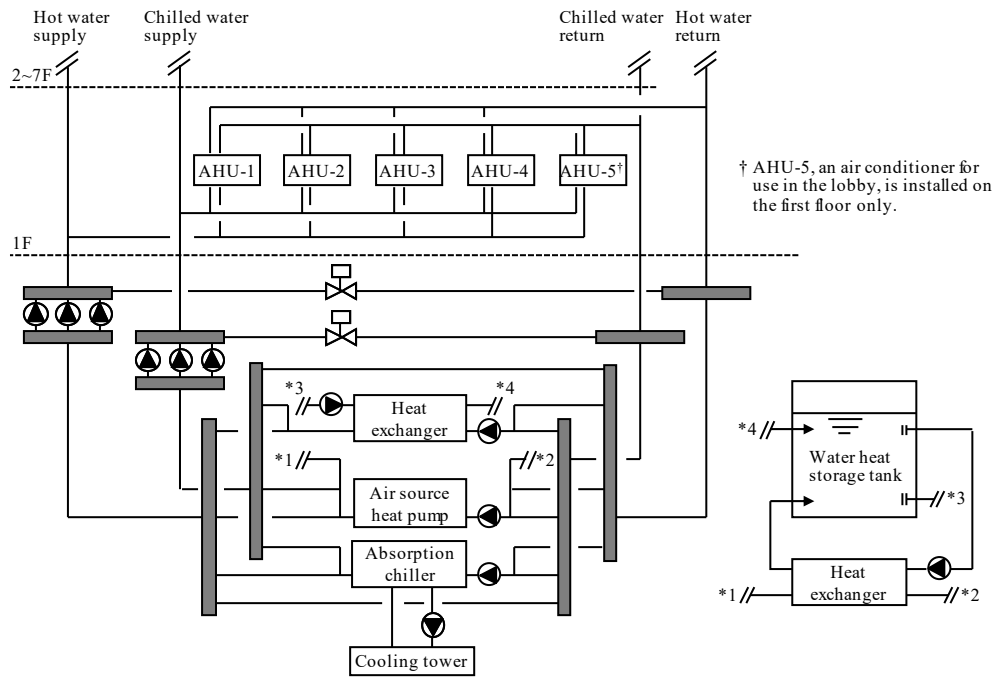 Hot water
supply
Chilled water
supply
Chilled water
return
Hot water
return
2~7F
AHU-1
AHU-2
AHU-3
AHU-4
AHU-5†
† AHU-5, an air conditioner for
use in the lobby, is installed on
the first floor only.
1F
*3
*4
Heat
exchanger
*1
*2
Air source
heat pump
Absorption
chiller
Cooling tower
*4
Water heat
storage tank
*3
Heat
exchanger
*1
*2